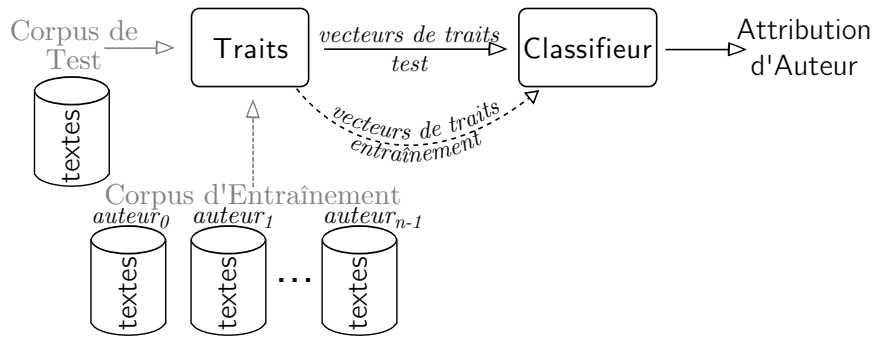 Corpus de
Test
Traits
vecteurs de traits
test
Classifieur
Attribution
d'Auteur
textes
vecteurs de traits
entraînement
Corpus d'Entraînement
auteur0
auteur1
auteurn-1
textes
textes
...
textes